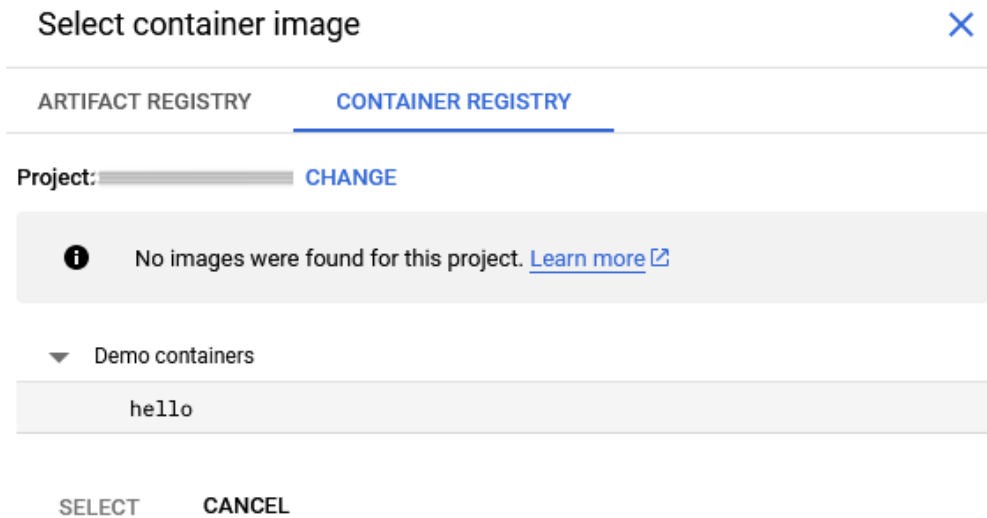 Select container image
ARTIFACT REGISTRY CONTAINER REGISTRY
Project: CHANGE
No images were found for this project. Learn more
Demo containers
hello
SELECT CANCEL